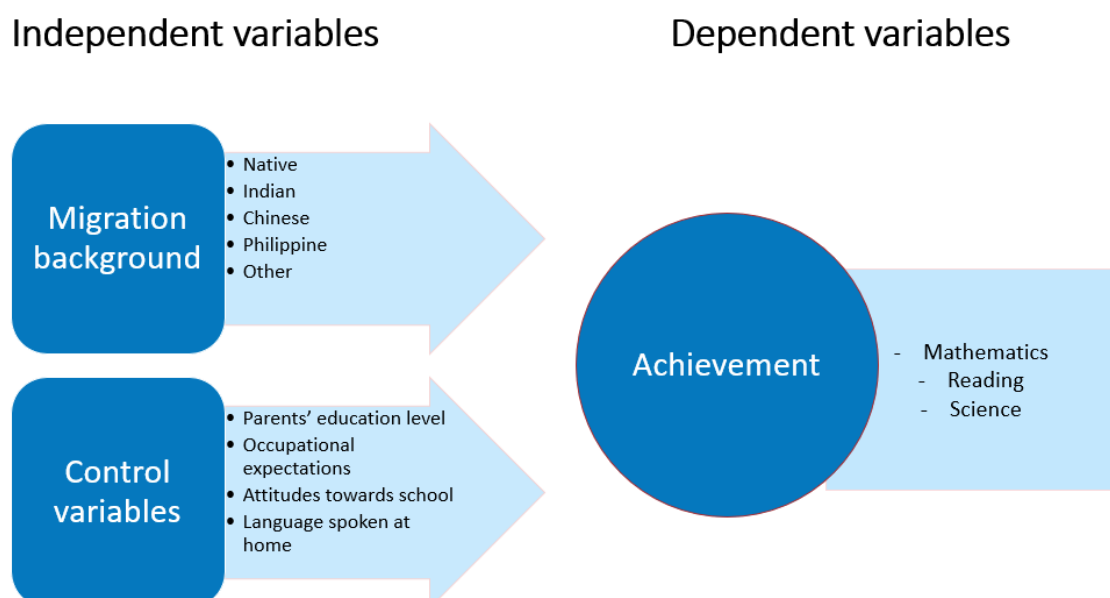 Independent variables
Dependent variables
Migration
background
• Native
• Indian
• Chinese
• Philippine
• Other
Control
variables
• Parents’ education level
• Occupational
expectations
• Attitudes towards school
• Language spoken at
home
Achievement
- Mathematics
- Reading
- Science